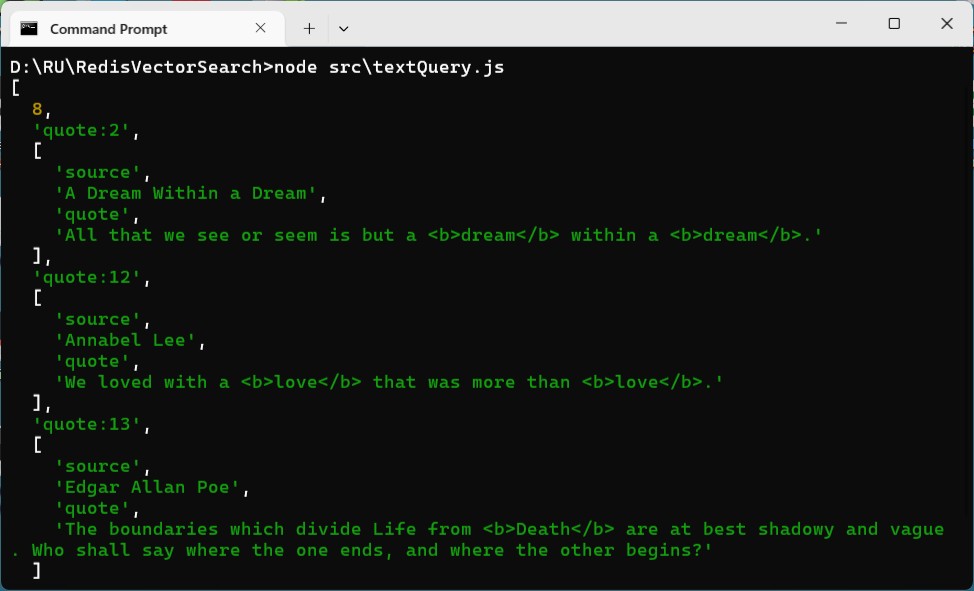 Command Prompt
D:\RU\RedisVectorSearch>node src\textQuery.js
[
8,
'quote:2',
[
'source',
'A Dream Within a Dream',
'quote',
'All that we see or seem is but a <b>dream</b> within a <b>dream</b>.'
],
'quote:12',
[
'source',
'Annabel Lee',
'quote',
'We loved with a <b>love</b> that was more than <b>love</b>.'
],
'quote:13',
[
'source',
'Edgar Allan Poe',
'quote',
'The boundaries which divide Life from <b>Death</b> are at best shadowy and vague
. Who shall say where the one ends, and where the other begins?'
]